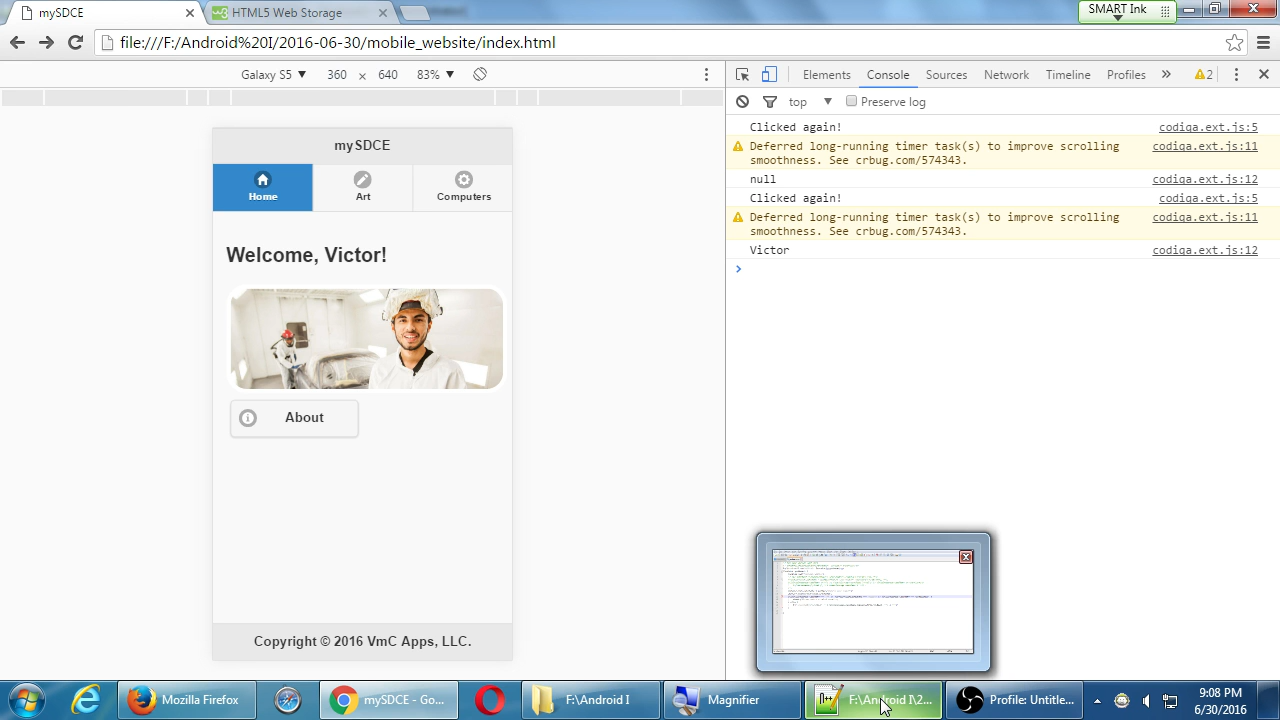 mySDCE
HTML5 Web Storage
SMART Ink
file:///F:/Android%20I/2016-06-30/mobile_website/index.html
Galaxy S5 ▼ 360 × 640 83% ▼
Elements Console Sources Network Timeline Profiles » 2
top ▼ Preserve log
mySDCE
Home Art Computers
Welcome, Victor!
About
Copyright © 2016 VmC Apps, LLC.
Clicked again! codiqa.ext.js:5
Deferred long-running timer task(s) to improve scrolling codiqa.ext.js:11
smoothness. See crbug.com/574343.
null codiqa.ext.js:12
Clicked again! codiqa.ext.js:5
Deferred long-running timer task(s) to improve scrolling codiqa.ext.js:11
smoothness. See crbug.com/574343.
Victor codiqa.ext.js:12
Mozilla Firefox
mySDCE - Go...
F:\Android I
Magnifier
F:\Android I\2...
Profile: Untitle...
9:08 PM
6/30/2016